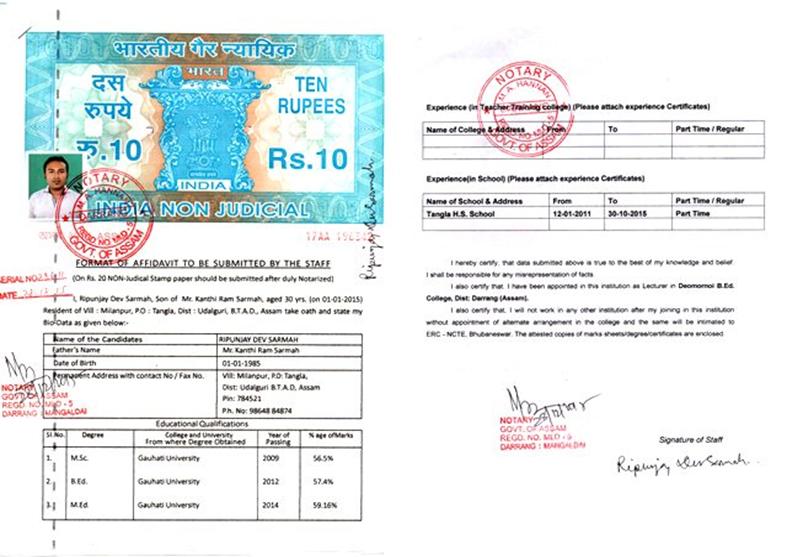 भारतीय गैर न्यायिक
भारत
दस
रुपये
रु.10
TEN
RUPEES
Rs.10
INDIA
INDIA NON JUDICIAL
NOTARY
M. A. HANNAN
REGD. NO. MLD - 5
GOVT. OF ASSAM
Ripunjay Dev Sarmah
FORMAT OF AFFIDAVIT TO BE SUBMITTED BY THE STAFF
SERIAL NO
(On Rs. 20 NON-Judical Stamp paper should be submitted after duly Notarized)
DATE
I, Ripunjay Dev Sarmah, Son of Mr. Kanthi Ram Sarmah, aged 30 yrs. (on 01-01-2015)
Resident of Vill : Milanpur, P.O : Tangla, Dist : Udalguri, B.T.A.D, Assam take oath and state my
Bio-Data as given below:-
Name of the Candidates RIPUNJAY DEV SARMAH
Father's Name Mr. Kanthi Ram Sarmah
Date of Birth 01-01-1985
Permanent Address with contact No / Fax No. Vill: Milanpur, P.O: Tangla,
Dist: Udalguri B.T.A.D, Assam
Pin: 784521
P.h. No: 98648 84874
NOTARY
GOVT. OF ASSAM
REGD. NO. MLD - 5
DARRANG : MANGALDAI
Educational Qualifications
Sl.No. Degree College and University From where Degree Obtained Year of Passing % age of Marks
1. M.Sc. Gauhati University 2009 56.5%
2. B.Ed. Gauhati University 2012 57.4%
3. M.Ed. Gauhati University 2014 59.16%
NOTARY
M. A. HANNAN
REGD. NO. MLD-5
GOVT. OF ASSAM
Experience (in Teacher Training college) (Please attach experience Certificates)
Name of College & Address From To Part Time / Regular
Experience(in School) (Please attach experience Certificates)
Name of School & Address From To Part Time / Regular
Tangla H.S. School 12-01-2011 30-10-2015 Part Time
I hereby certify, that data submitted above is true to the best of my knowledge and belief.
I shall be responsible for any misrepresentation of facts.
I also certify that. I have been appointed in this institution as Lecturer in Deomornoi B.Ed.
College, Dist: Darrang (Assam).
I also certify that. I will not work in any other institution after my joining in this institution
without appointment of alternate arrangement in the college and the same will be intimated to
ERC - NCTE, Bhubaneswar. The attested copies of marks sheets/degree/certificates are enclosed.
NOTARY
GOVT. OF ASSAM
REGD. NO. MLD - 5
DARRANG : MANGALDAI
Signature of Staff
Ripunjay Dev Sarmah